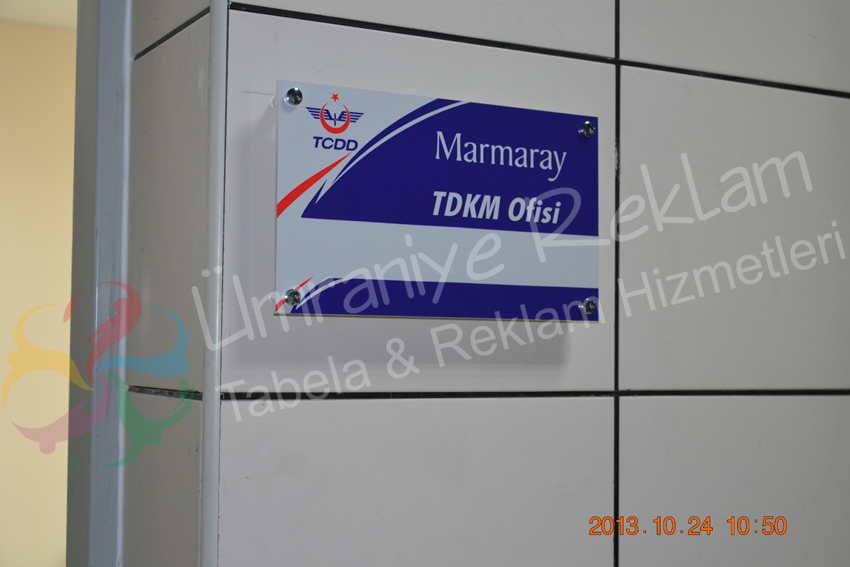 TCDD
Marmaray
TDKM Ofisi
Ümraniye Reklam
Tabela & Reklam Hizmetleri
2013.10.24 10:50